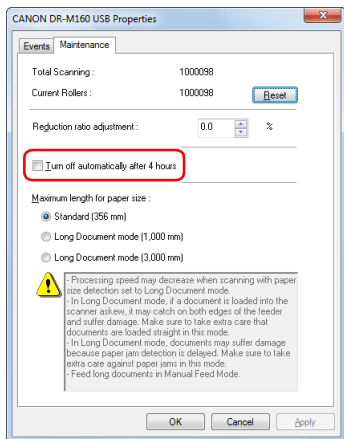 CANON DR-M160 USB Properties
Events Maintenance
Total Scanning : 1000098
Current Rollers : 1000098 Reset
Reduction ratio adjustment : 0.0 %
Turn off automatically after 4 hours
Maximum length for paper size :
Standard (356 mm)
Long Document mode (1,000 mm)
Long Document mode (3,000 mm)
- Processing speed may decrease when scanning with paper
size detection set to Long Document mode.
- In Long Document mode, if a document is loaded into the
scanner askew, it may catch on both edges of the feeder
and suffer damage. Make sure to take extra care that
documents are loaded straight in this mode.
- In Long Document mode, documents may suffer damage
because paper jam detection is delayed. Make sure to take
extra care against paper jams in this mode.
- Feed long documents in Manual Feed Mode.
OK Cancel Apply